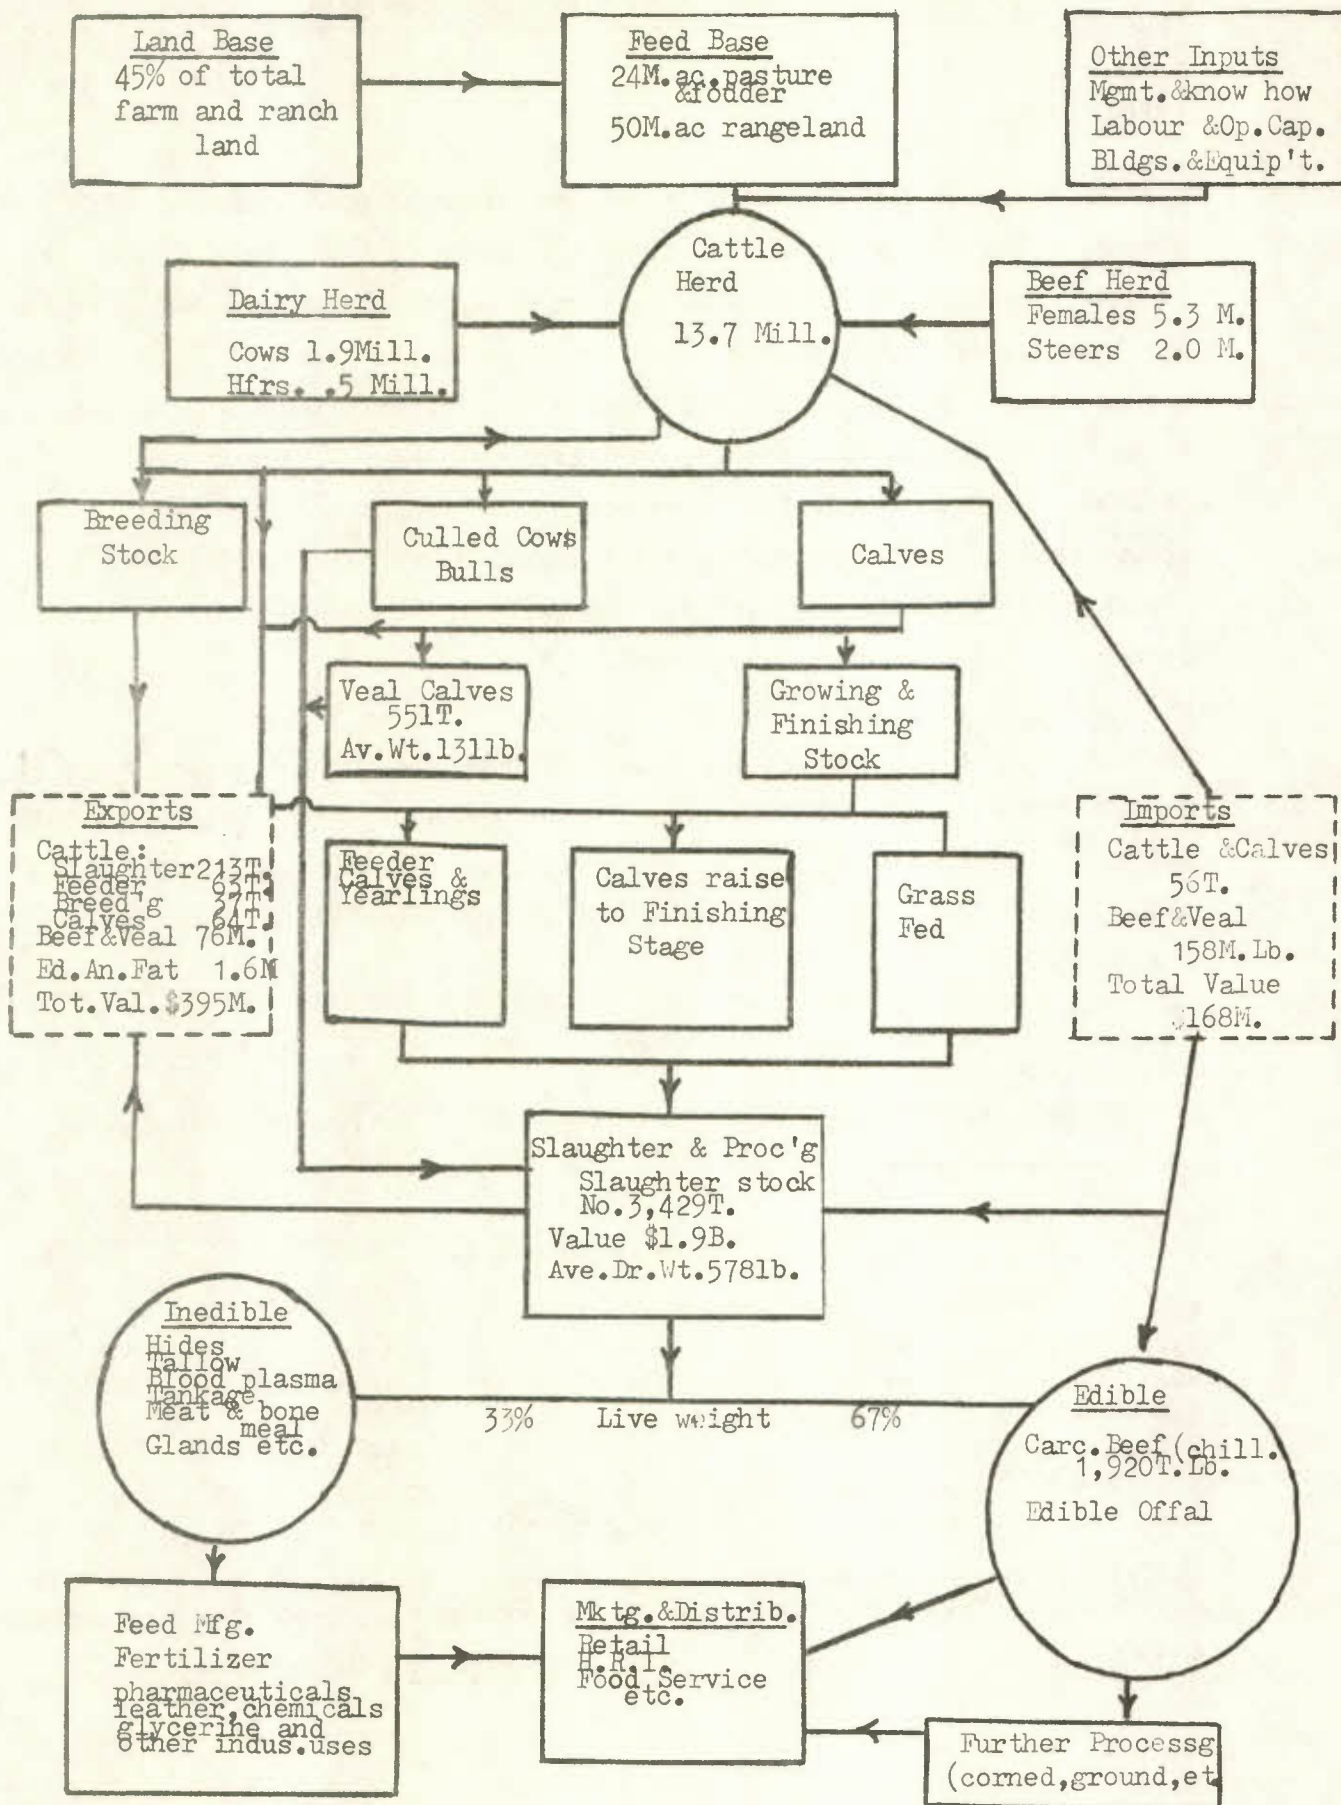 Land Base
45% of total
farm and ranch
land
Feed Base
24M.ac.pasture
&fodder
50M.ac rangeland
Other Inputs
Mgmt.&know how
Labour &Op.Cap.
Bldgs.&Equip't.
Cattle
Herd
13.7 Mill.
Dairy Herd
Cows 1.9Mill.
Hfrs. .5 Mill.
Beef Herd
Females 5.3 M.
Steers 2.0 M.
Breeding
Stock
Culled Cows
Bulls
Calves
Veal Calves
551T.
Av.Wt.131lb.
Growing &
Finishing
Stock
Exports
Cattle:
Slaughter213T.
Feeder 63T.
Breed'g 37T.
Calves 64T.
Beef&Veal 76M.
Ed.An.Fat 1.6M
Tot.Val.$395M.
Feeder
Calves &
Yearlings
Calves raise
to Finishing
Stage
Grass
Fed
Imports
Cattle &Calves
56T.
Beef&Veal
158M.Lb.
Total Value
$168M.
Slaughter & Proc'g
Slaughter stock
No.3,429T.
Value $1.9B.
Ave.Dr.Wt.578lb.
Inedible
Hides
Tallow
Blood plasma
Tankage
Meat & bone
meal
Glands etc.
33% Live weight 67%
Edible
Carc.Beef(chill.
1,920T.Lb.
Edible Offal
Feed Mfg.
Fertilizer
pharmaceuticals
leather,chemicals
glycerine and
other indus.uses
Mktg.&Distrib.
Retail
H.R.I.
Food Service
etc.
Further Processg
(corned,ground,et.